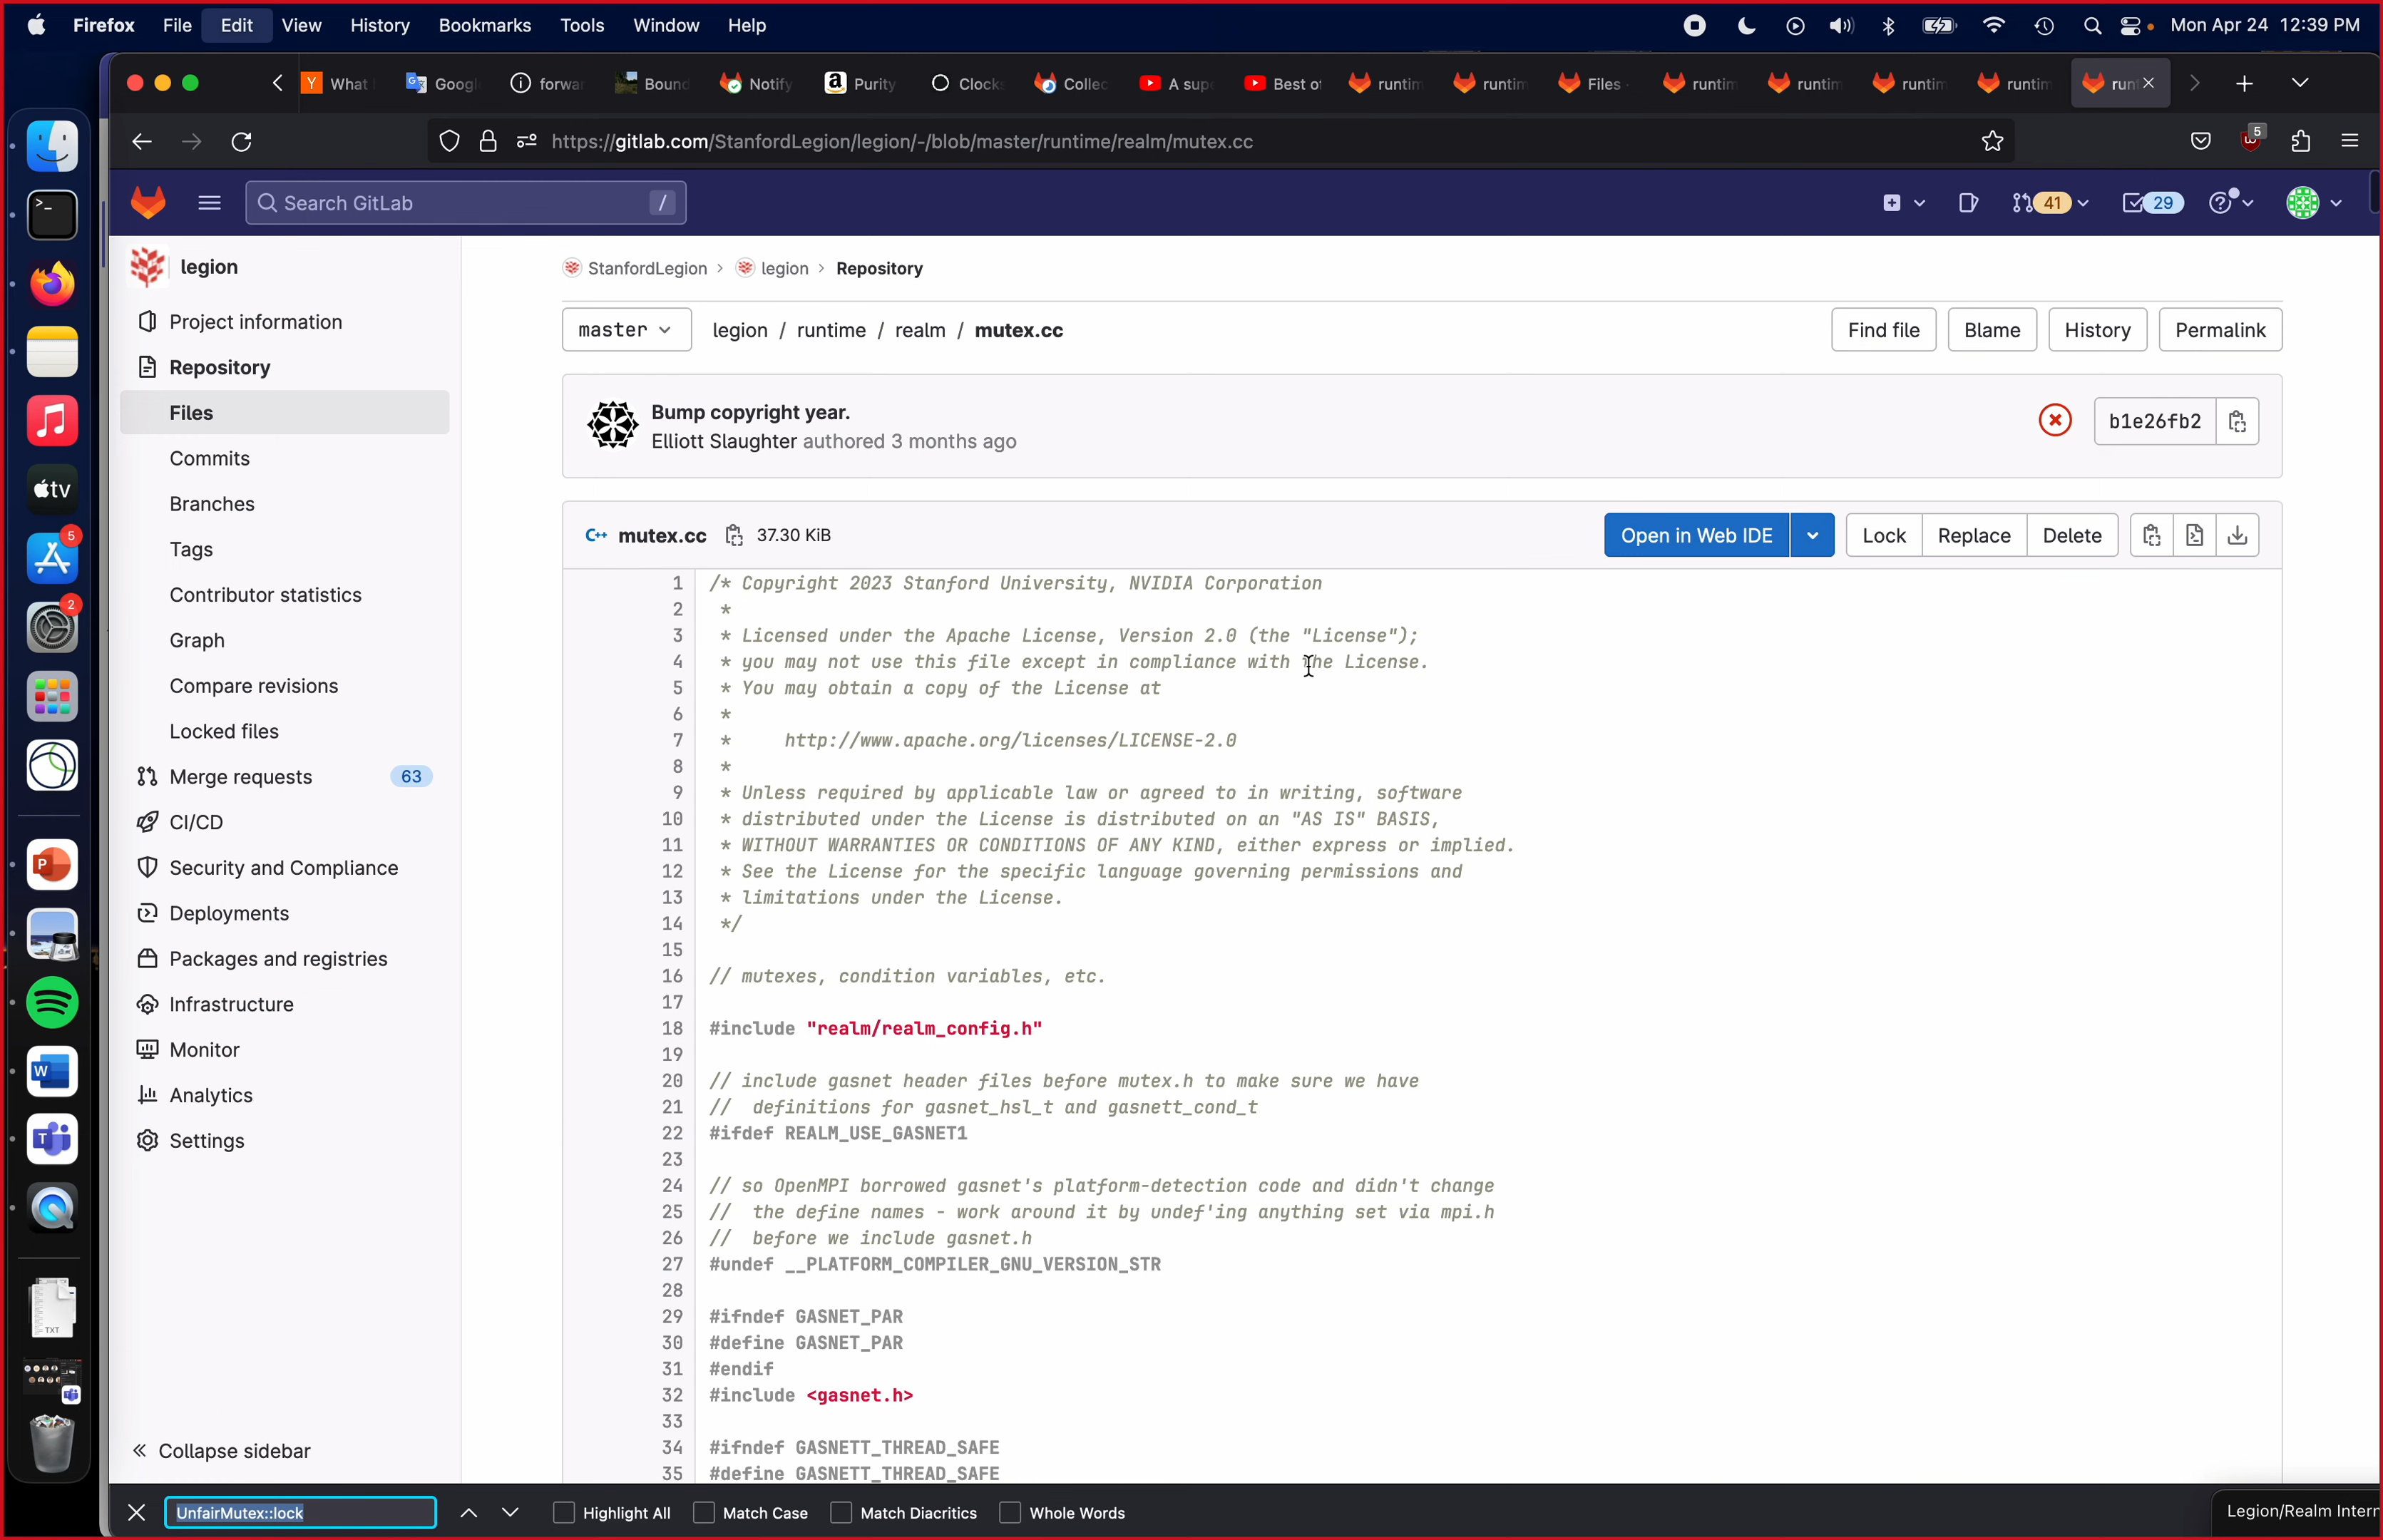 Firefox File Edit View History Bookmarks Tools Window Help Mon Apr 24 12:39 PM
What Googl forwa Bound Notify Purity Clocks Collec A supe Best of runtim runtim Files - runtim runtim runtim runtim runt
https://gitlab.com/StanfordLegion/legion/-/blob/master/runtime/realm/mutex.cc 5
Search GitLab / 41 29
legion
Project information
Repository
Files
Commits
Branches
Tags
Contributor statistics
Graph
Compare revisions
Locked files
Merge requests 63
CI/CD
Security and Compliance
Deployments
Packages and registries
Infrastructure
Monitor
Analytics
Settings
Collapse sidebar
StanfordLegion > legion > Repository
master legion / runtime / realm / mutex.cc Find file Blame History Permalink
Bump copyright year.
Elliott Slaughter authored 3 months ago
b1e26fb2
C++ mutex.cc 37.30 KiB Open in Web IDE Lock Replace Delete
1 /* Copyright 2023 Stanford University, NVIDIA Corporation
2 *
3 * Licensed under the Apache License, Version 2.0 (the "License");
4 * you may not use this file except in compliance with the License.
5 * You may obtain a copy of the License at
6 *
7 * http://www.apache.org/licenses/LICENSE-2.0
8 *
9 * Unless required by applicable law or agreed to in writing, software
10 * distributed under the License is distributed on an "AS IS" BASIS,
11 * WITHOUT WARRANTIES OR CONDITIONS OF ANY KIND, either express or implied.
12 * See the License for the specific language governing permissions and
13 * limitations under the License.
14 */
15
16 // mutexes, condition variables, etc.
17
18 #include "realm/realm_config.h"
19
20 // include gasnet header files before mutex.h to make sure we have
21 // definitions for gasnet_hsl_t and gasnett_cond_t
22 #ifdef REALM_USE_GASNET1
23
24 // so OpenMPI borrowed gasnet's platform-detection code and didn't change
25 // the define names - work around it by undef'ing anything set via mpi.h
26 // before we include gasnet.h
27 #undef __PLATFORM_COMPILER_GNU_VERSION_STR
28
29 #ifndef GASNET_PAR
30 #define GASNET_PAR
31 #endif
32 #include <gasnet.h>
33
34 #ifndef GASNETT_THREAD_SAFE
35 #define GASNETT_THREAD_SAFE
UnfairMutex::lock Highlight All Match Case Match Diacritics Whole Words
Legion/Realm Intern
tv
5
2
TXT